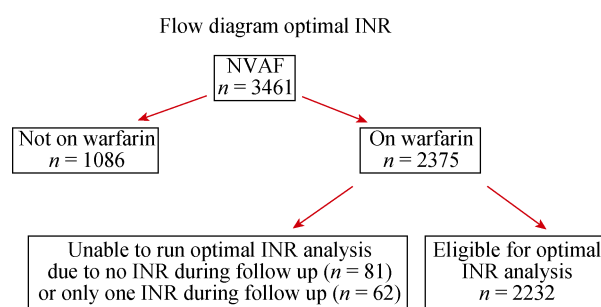 Flow diagram optimal INR
NVAF
n = 3461
Not on warfarin
n = 1086
On warfarin
n = 2375
Unable to run optimal INR analysis
due to no INR during follow up (n = 81)
or only one INR during follow up (n = 62)
Eligible for optimal
INR analysis
n = 2232